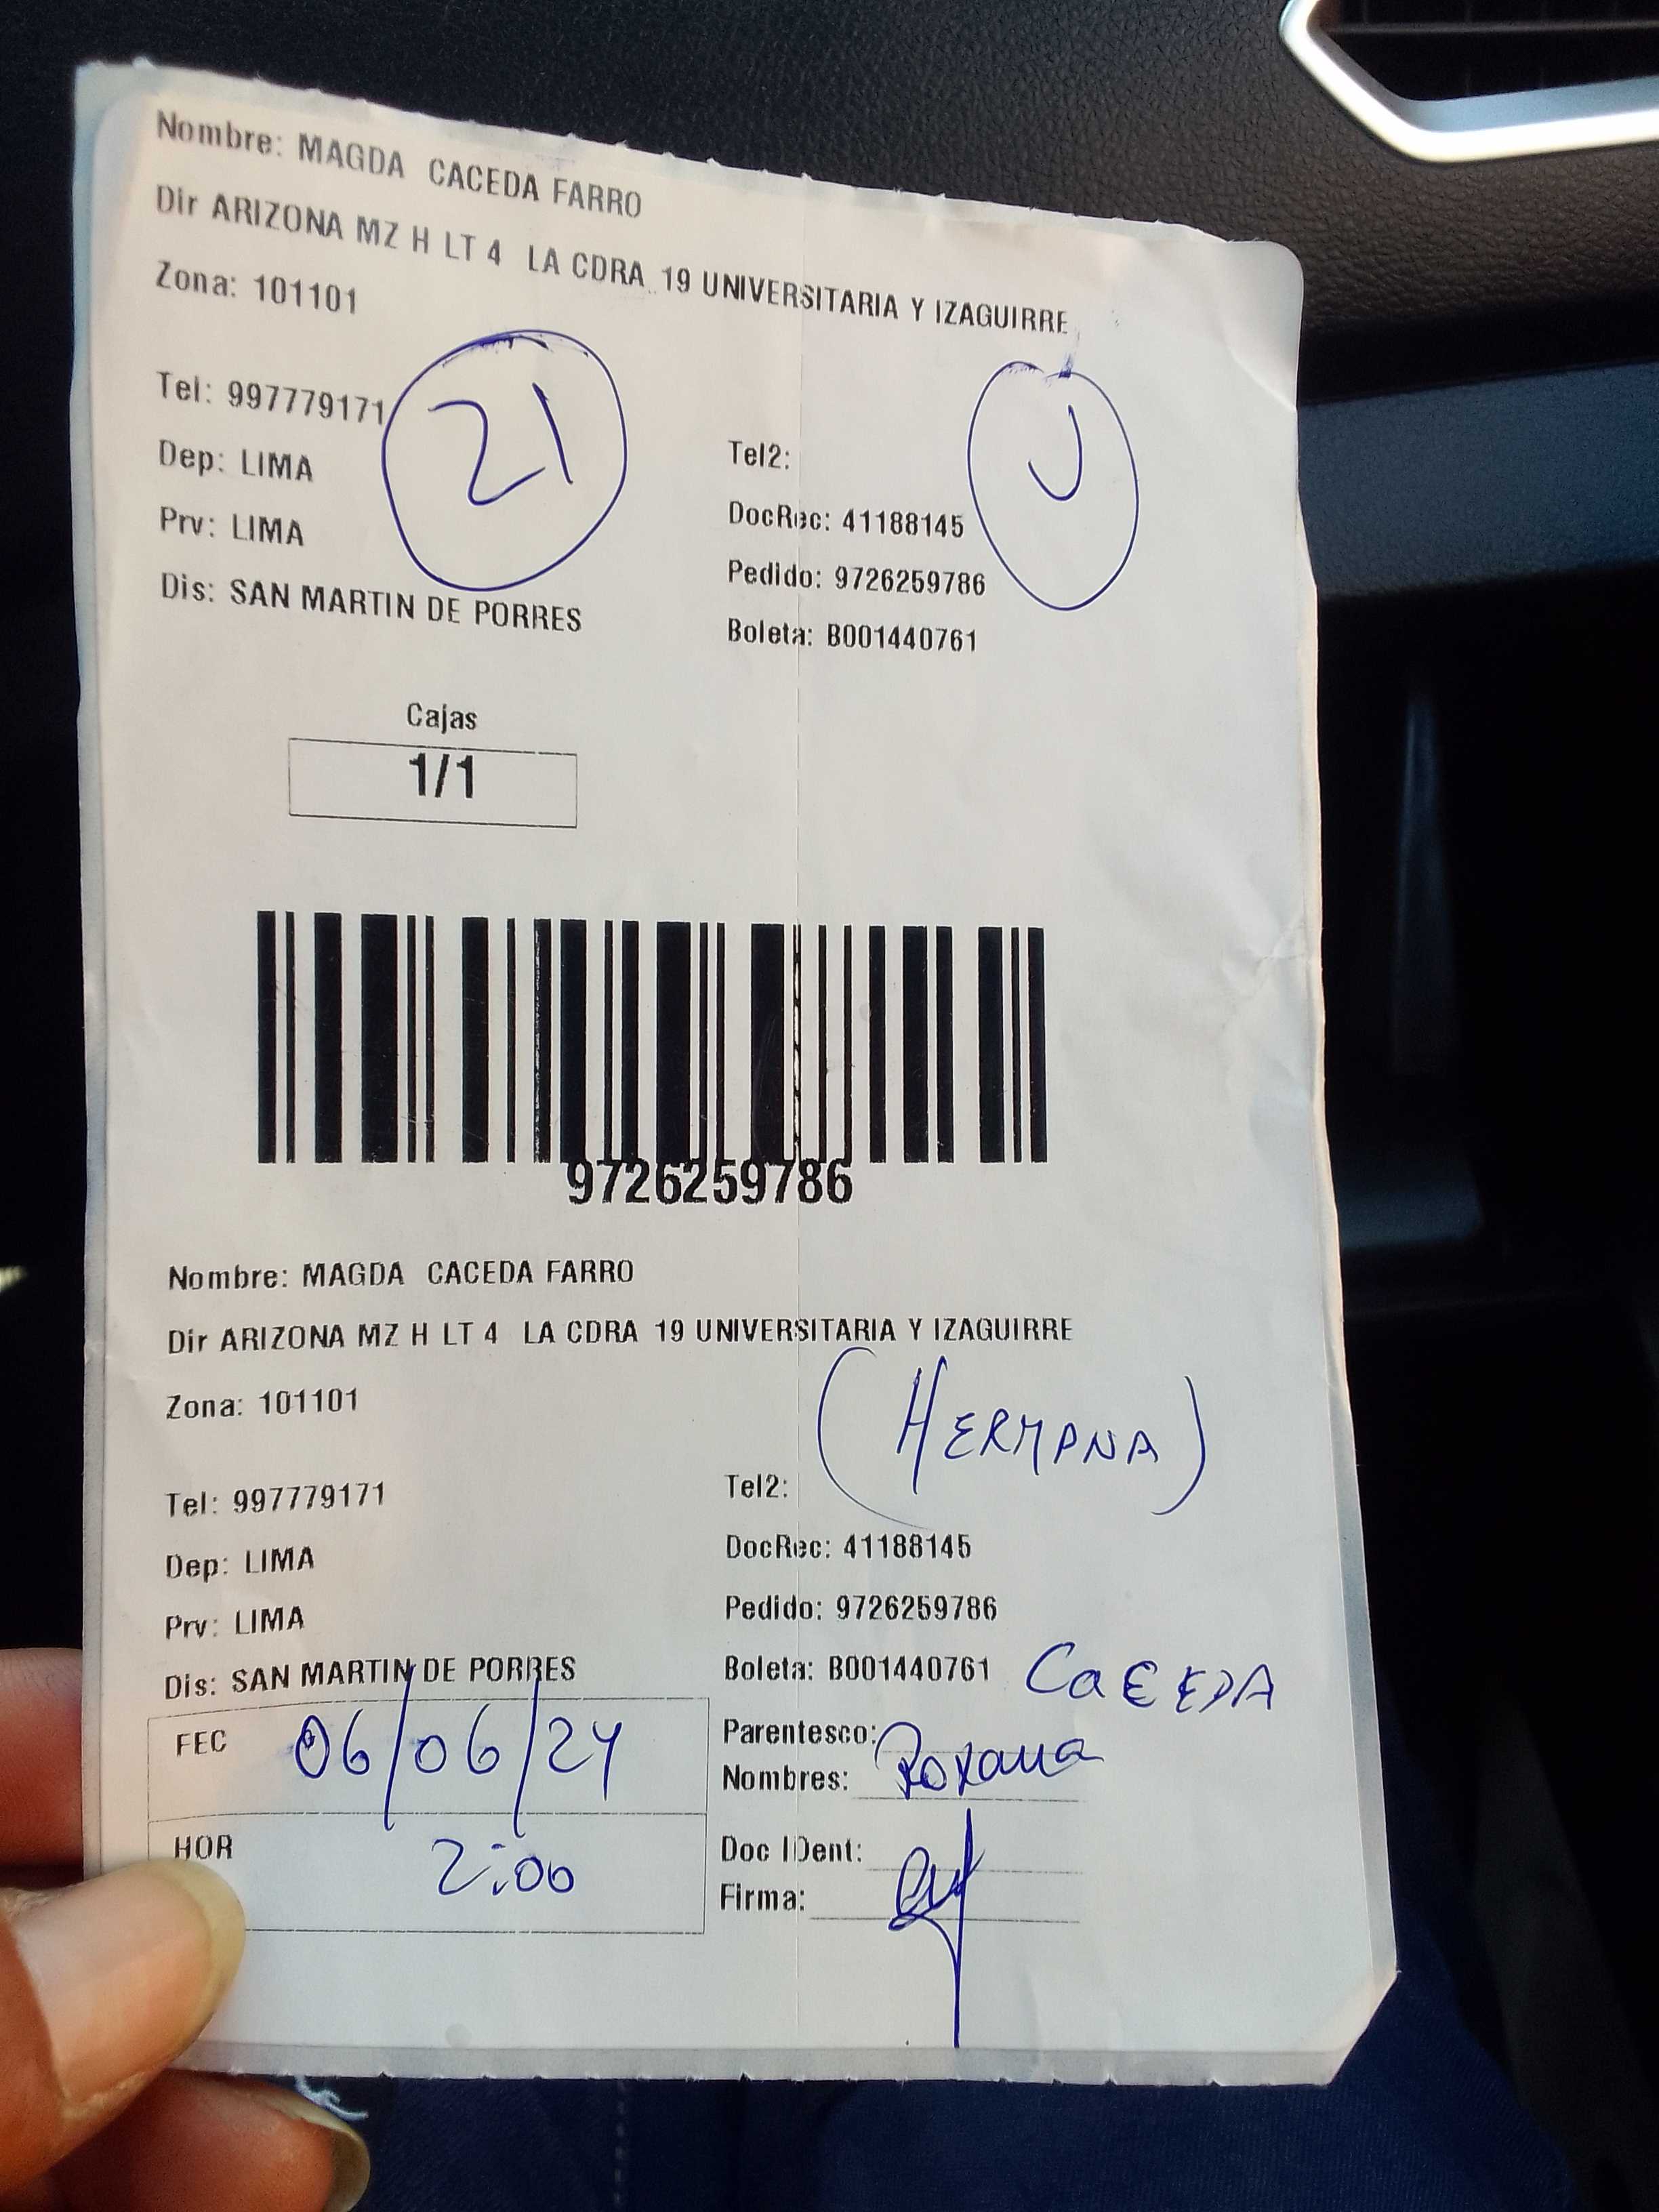 Nombre: MAGDA CACEDA FARRO
Dir ARIZONA MZ H LT 4 LA CDRA 19 UNIVERSITARIA Y IZAGUIRRE
Zona: 101101
21
J
Tel: 997779171
Tel2:
Dep: LIMA
DocRec: 41188145
Prv: LIMA
Pedido: 9726259786
Dis: SAN MARTIN DE PORRES
Boleta: B001440761
Cajas
1/1
9726259786
Nombre: MAGDA CACEDA FARRO
Dir ARIZONA MZ H LT 4 LA CDRA 19 UNIVERSITARIA Y IZAGUIRRE
Zona: 101101
(HERMANA)
Tel: 997779171
Tel2:
Dep: LIMA
DocRec: 41188145
Prv: LIMA
Pedido: 9726259786
Dis: SAN MARTIN DE PORRES
Boleta: B001440761
CaCEDA
FEC 06/06/24
Parentesco:
Nombres: Roxana
HOR 2:00
Doc IDent:
Firma: